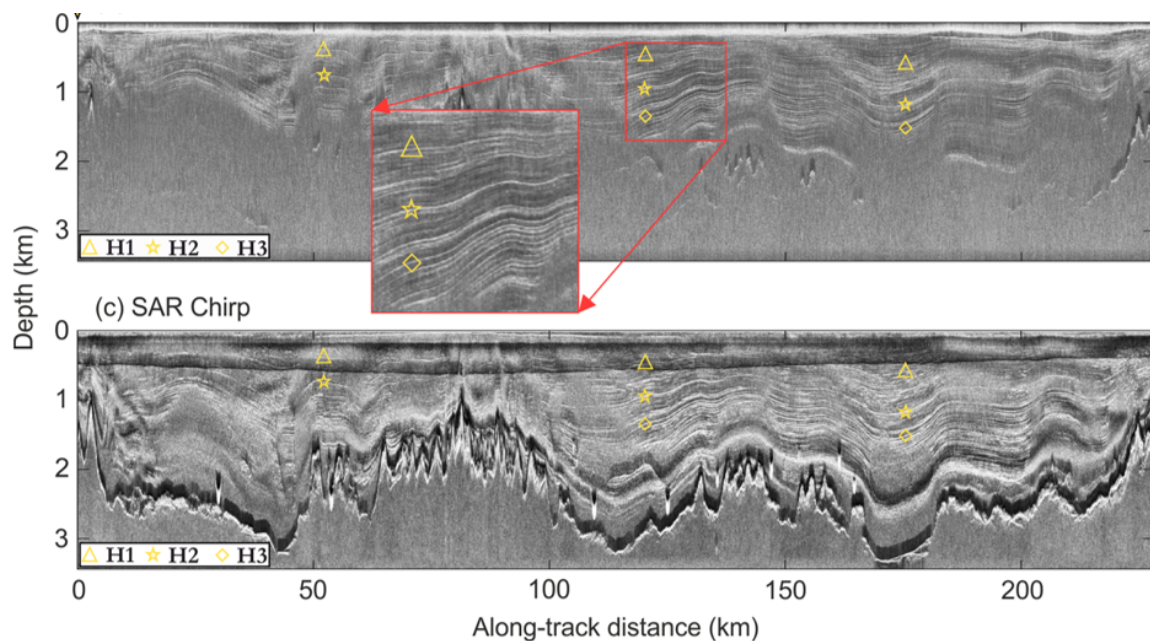 0
1
2
3
Depth (km)
H1 H2 H3
(c) SAR Chirp
0
1
2
3
H1 H2 H3
0 50 100 150 200
Along-track distance (km)